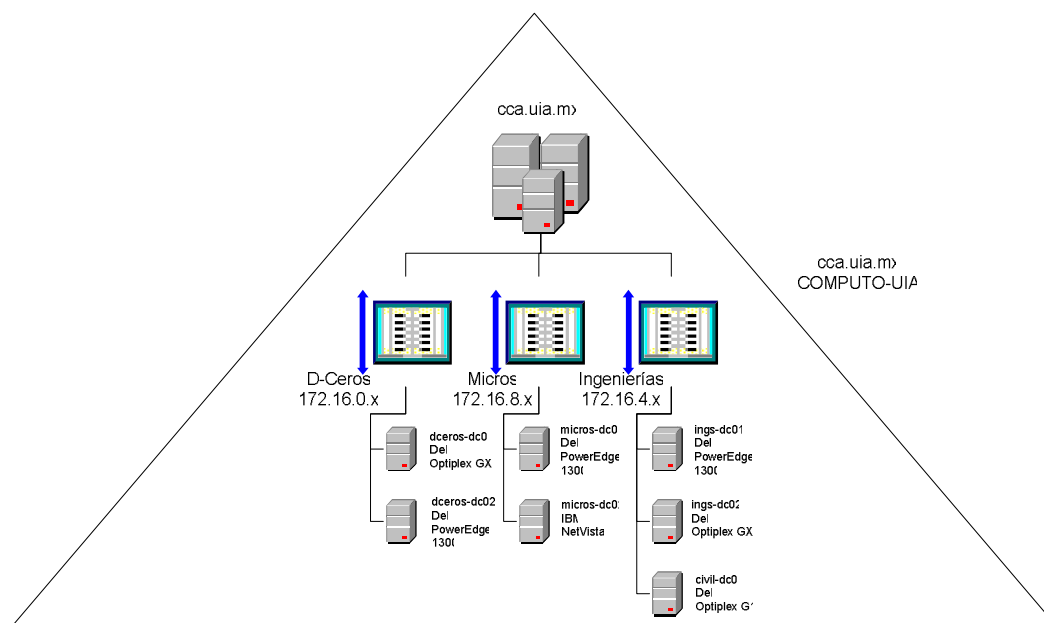 cca.uia.mx
cca.uia.mx
COMPUTO-UIA
D-Ceros
172.16.0.x
Micros
172.16.8.x
Ingenierías
172.16.4.x
dceros-dc0
Del
Optiplex GX
dceros-dc02
Del
PowerEdge
130(
micros-dc0
Del
PowerEdge
130(
micros-dc0
IBM
NetVista
ings-dc01
Del
PowerEdge
130(
ings-dc02
Del
Optiplex GX
civil-dc0
Del
Optiplex G